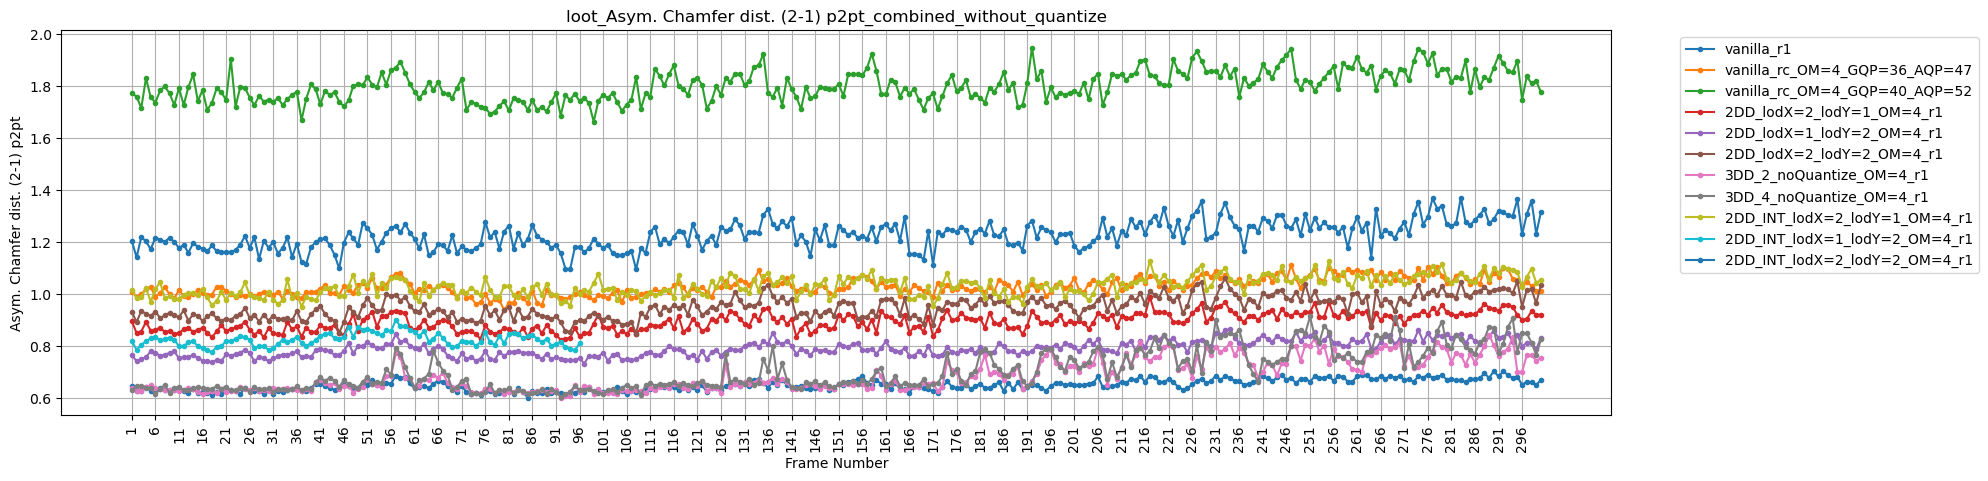 loot_Asym. Chamfer dist. (2-1) p2pt_combined_without_quantize
Asym. Chamfer dist. (2-1) p2pt
2.0
1.8
1.6
1.4
1.2
1.0
0.8
0.6
1 6 11 16 21 26 31 36 41 46 51 56 61 66 71 76 81 86 91 96 101 106 111 116 121 126 131 136 141 146 151 156 161 166 171 176 181 186 191 196 201 206 211 216 221 226 231 236 241 246 251 256 261 266 271 276 281 286 291 296
Frame Number
vanilla_r1
vanilla_rc_OM=4_GQP=36_AQP=47
vanilla_rc_OM=4_GQP=40_AQP=52
2DD_lodX=2_lodY=1_OM=4_r1
2DD_lodX=1_lodY=2_OM=4_r1
2DD_lodX=2_lodY=2_OM=4_r1
3DD_2_noQuantize_OM=4_r1
3DD_4_noQuantize_OM=4_r1
2DD_INT_lodX=2_lodY=1_OM=4_r1
2DD_INT_lodX=1_lodY=2_OM=4_r1
2DD_INT_lodX=2_lodY=2_OM=4_r1